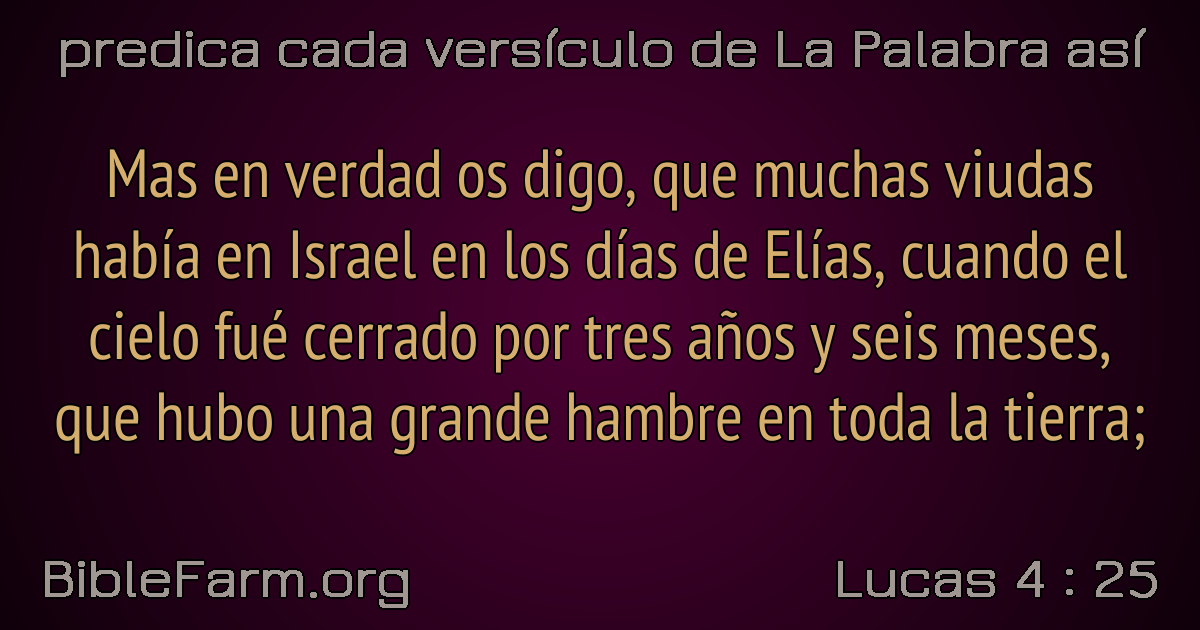 predica cada versículo de La Palabra así
Mas en verdad os digo, que muchas viudas
había en Israel en los días de Elías, cuando el
cielo fué cerrado por tres años y seis meses,
que hubo una grande hambre en toda la tierra;
BibleFarm.org
Lucas 4 : 25